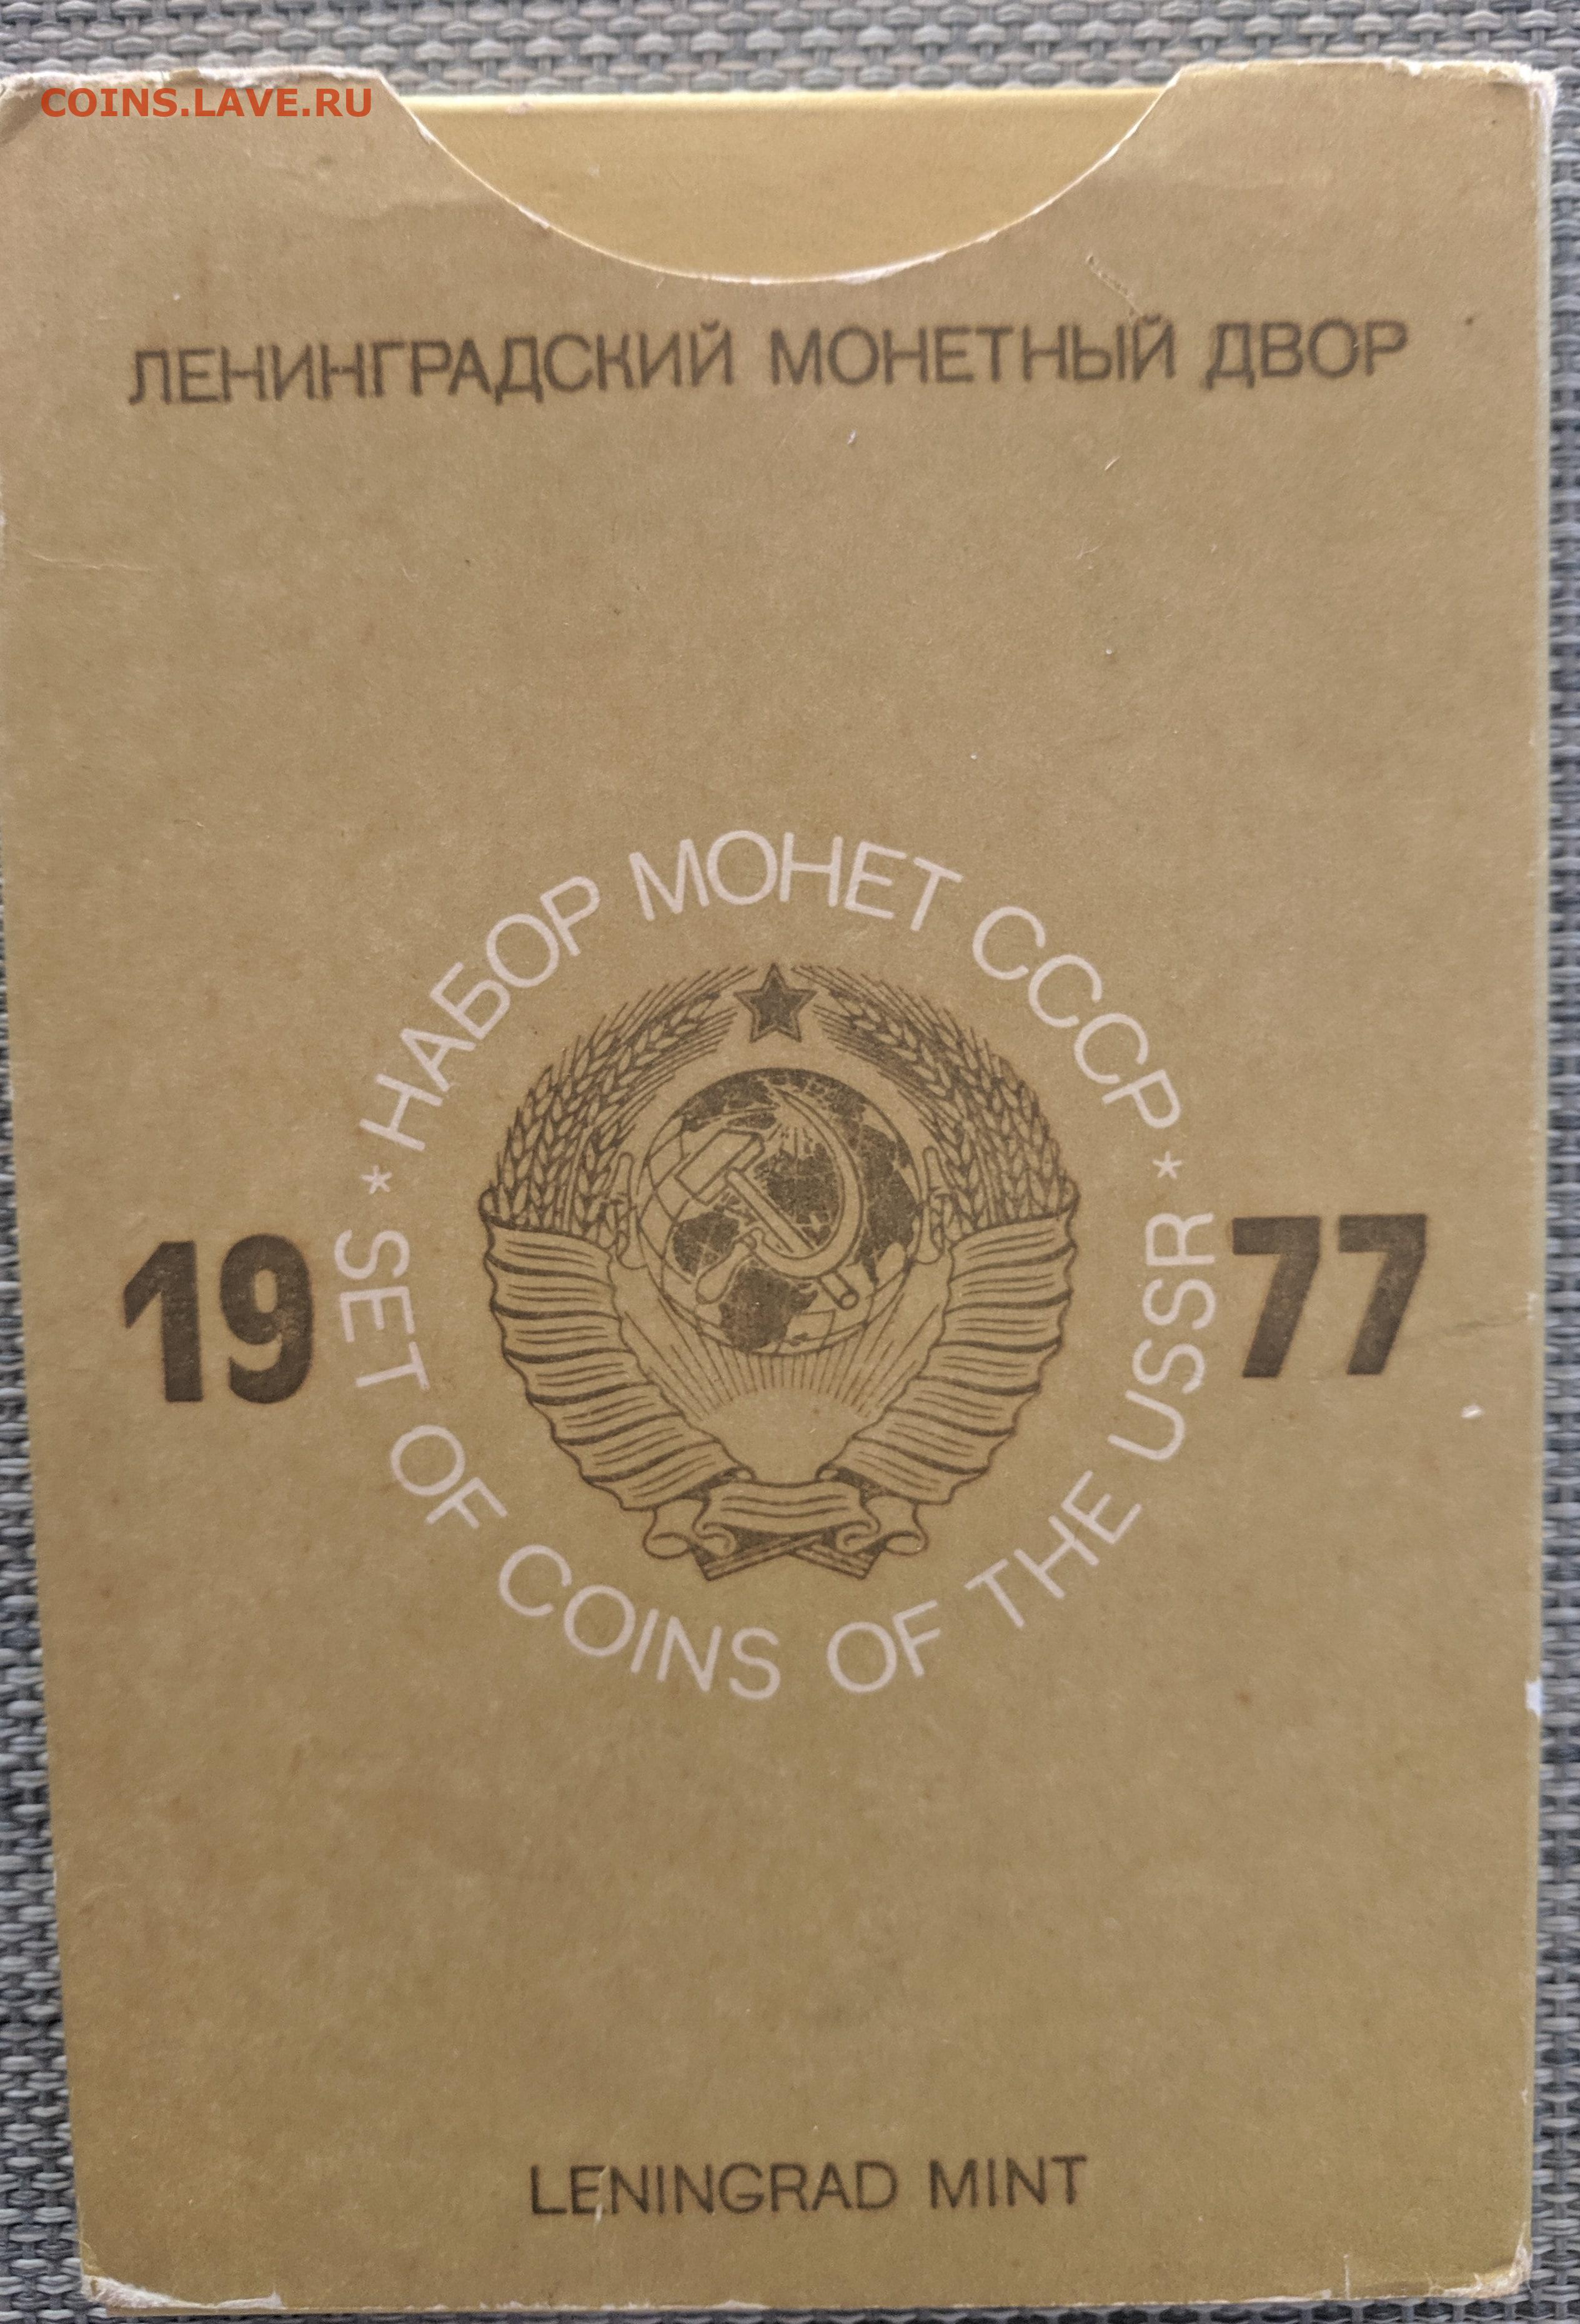 COINS.LAVE.RU
ЛЕНИНГРАДСКИЙ МОНЕТНЫЙ ДВОР
* НАБОР МОНЕТ СССР *
19 77
SET OF COINS OF THE USSR
LENINGRAD MINT